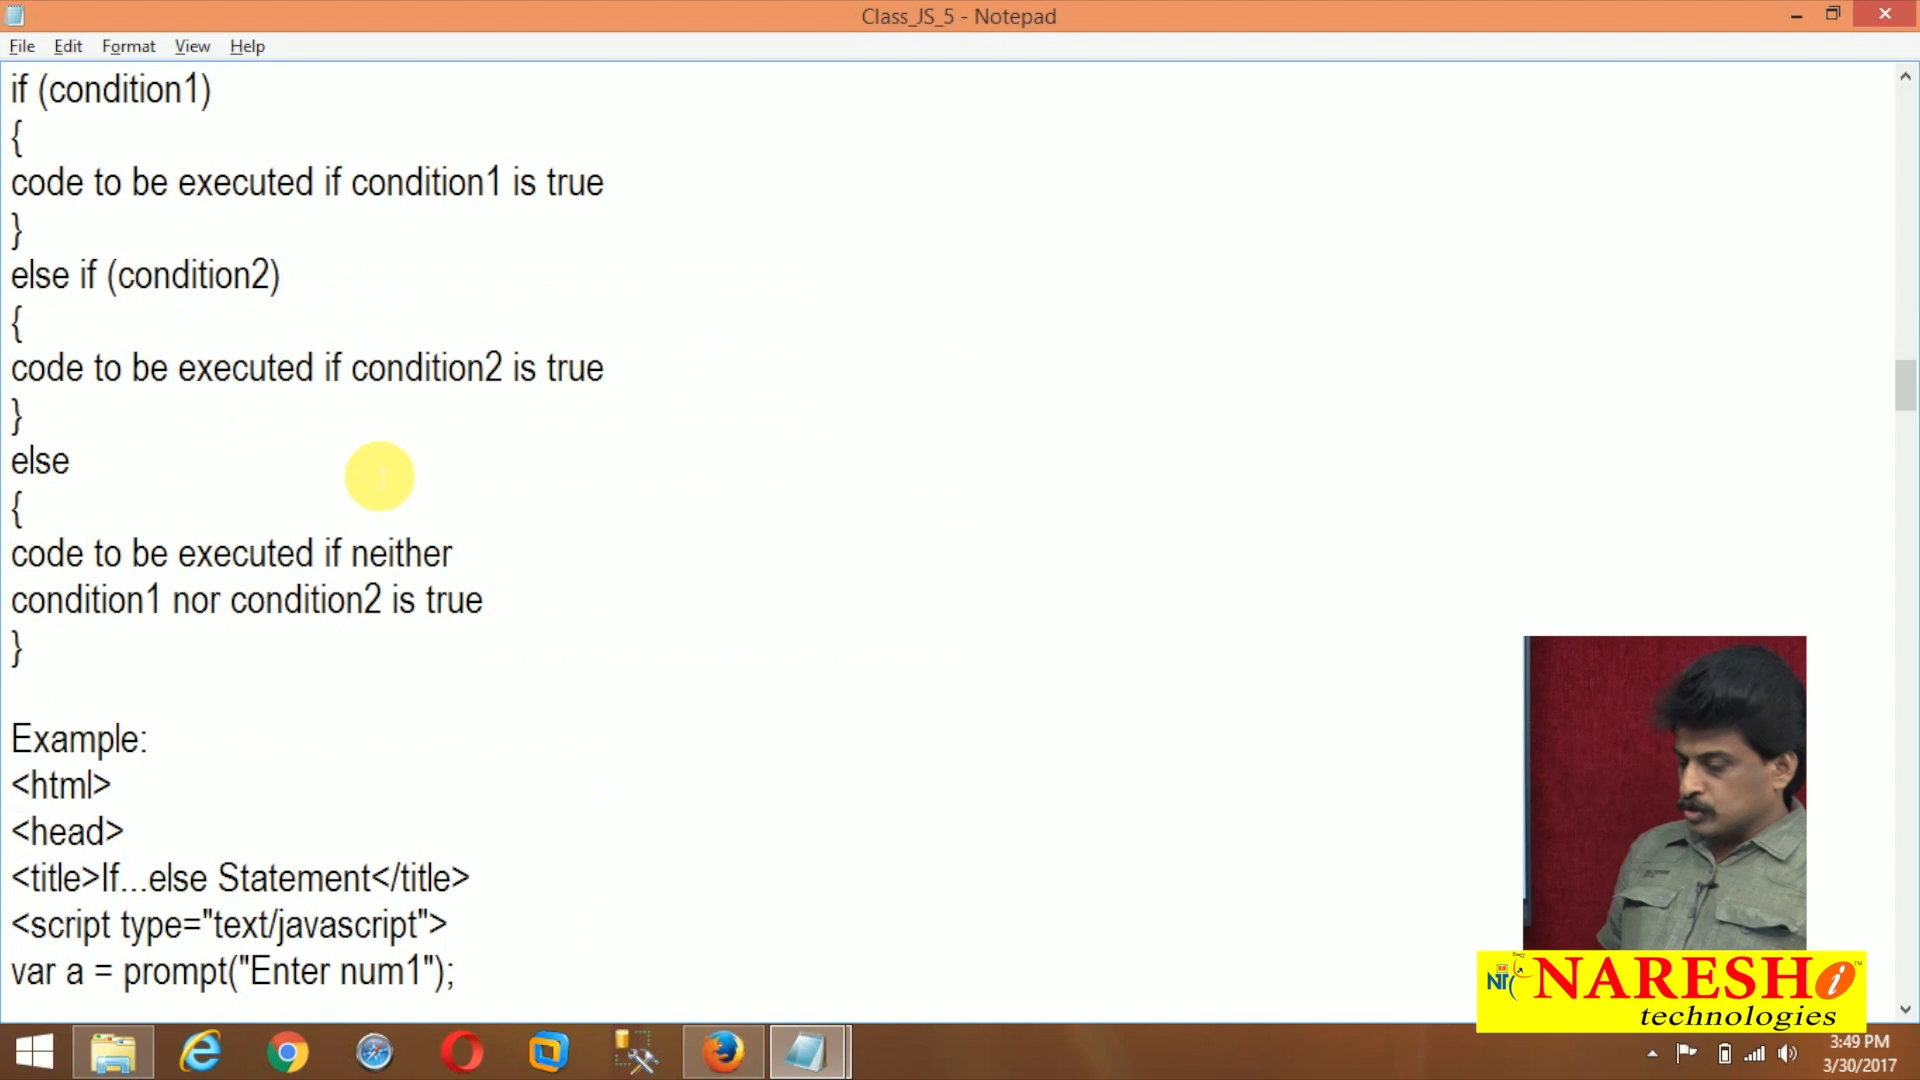 Class_JS_5 - Notepad
File Edit Format View Help
if (condition1)
{
code to be executed if condition1 is true
}
else if (condition2)
{
code to be executed if condition2 is true
}
else
{
code to be executed if neither
condition1 nor condition2 is true
}
Example:
<html>
<head>
<title>If...else Statement</title>
<script type="text/javascript">
var a = prompt("Enter num1");
NARESH i
technologies
3:49 PM
3/30/2017